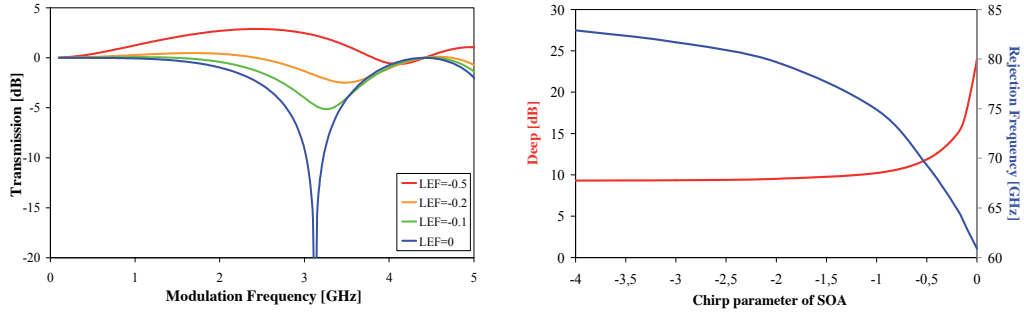 5
0
-5
-10
-15
-20
Transmission [dB]
LEF=-0.5
LEF=-0.2
LEF=-0.1
LEF=0
0 1 2 3 4 5
Modulation Frequency [GHz]
30
25
20
15
10
5
0
Deep [dB]
85
80
75
70
65
60
Rejection Frequency [GHz]
-4 -3,5 -3 -2,5 -2 -1,5 -1 -0,5 0
Chirp parameter of SOA